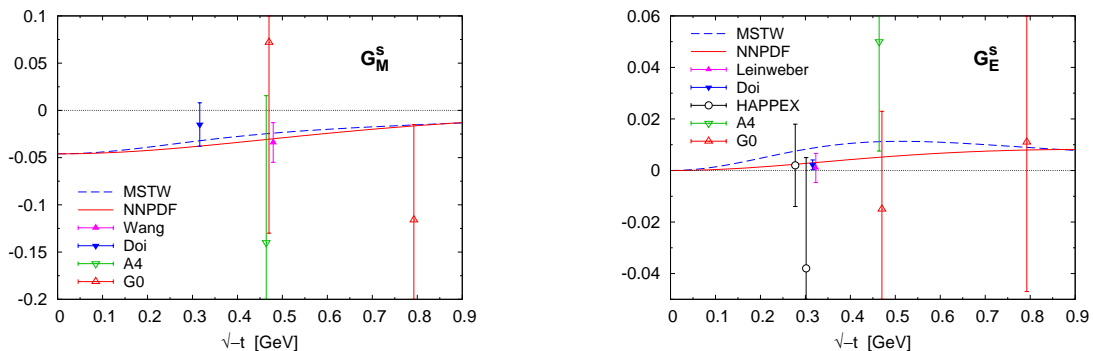 0.1
0.05
0
-0.05
-0.1
-0.15
-0.2
0 0.1 0.2 0.3 0.4 0.5 0.6 0.7 0.8 0.9
√–t [GeV]
G_M^s
MSTW
NNPDF
Wang
Doi
A4
G0
0.06
0.04
0.02
0
-0.02
-0.04
0 0.1 0.2 0.3 0.4 0.5 0.6 0.7 0.8 0.9
√–t [GeV]
G_E^s
MSTW
NNPDF
Leinweber
Doi
HAPPEX
A4
G0